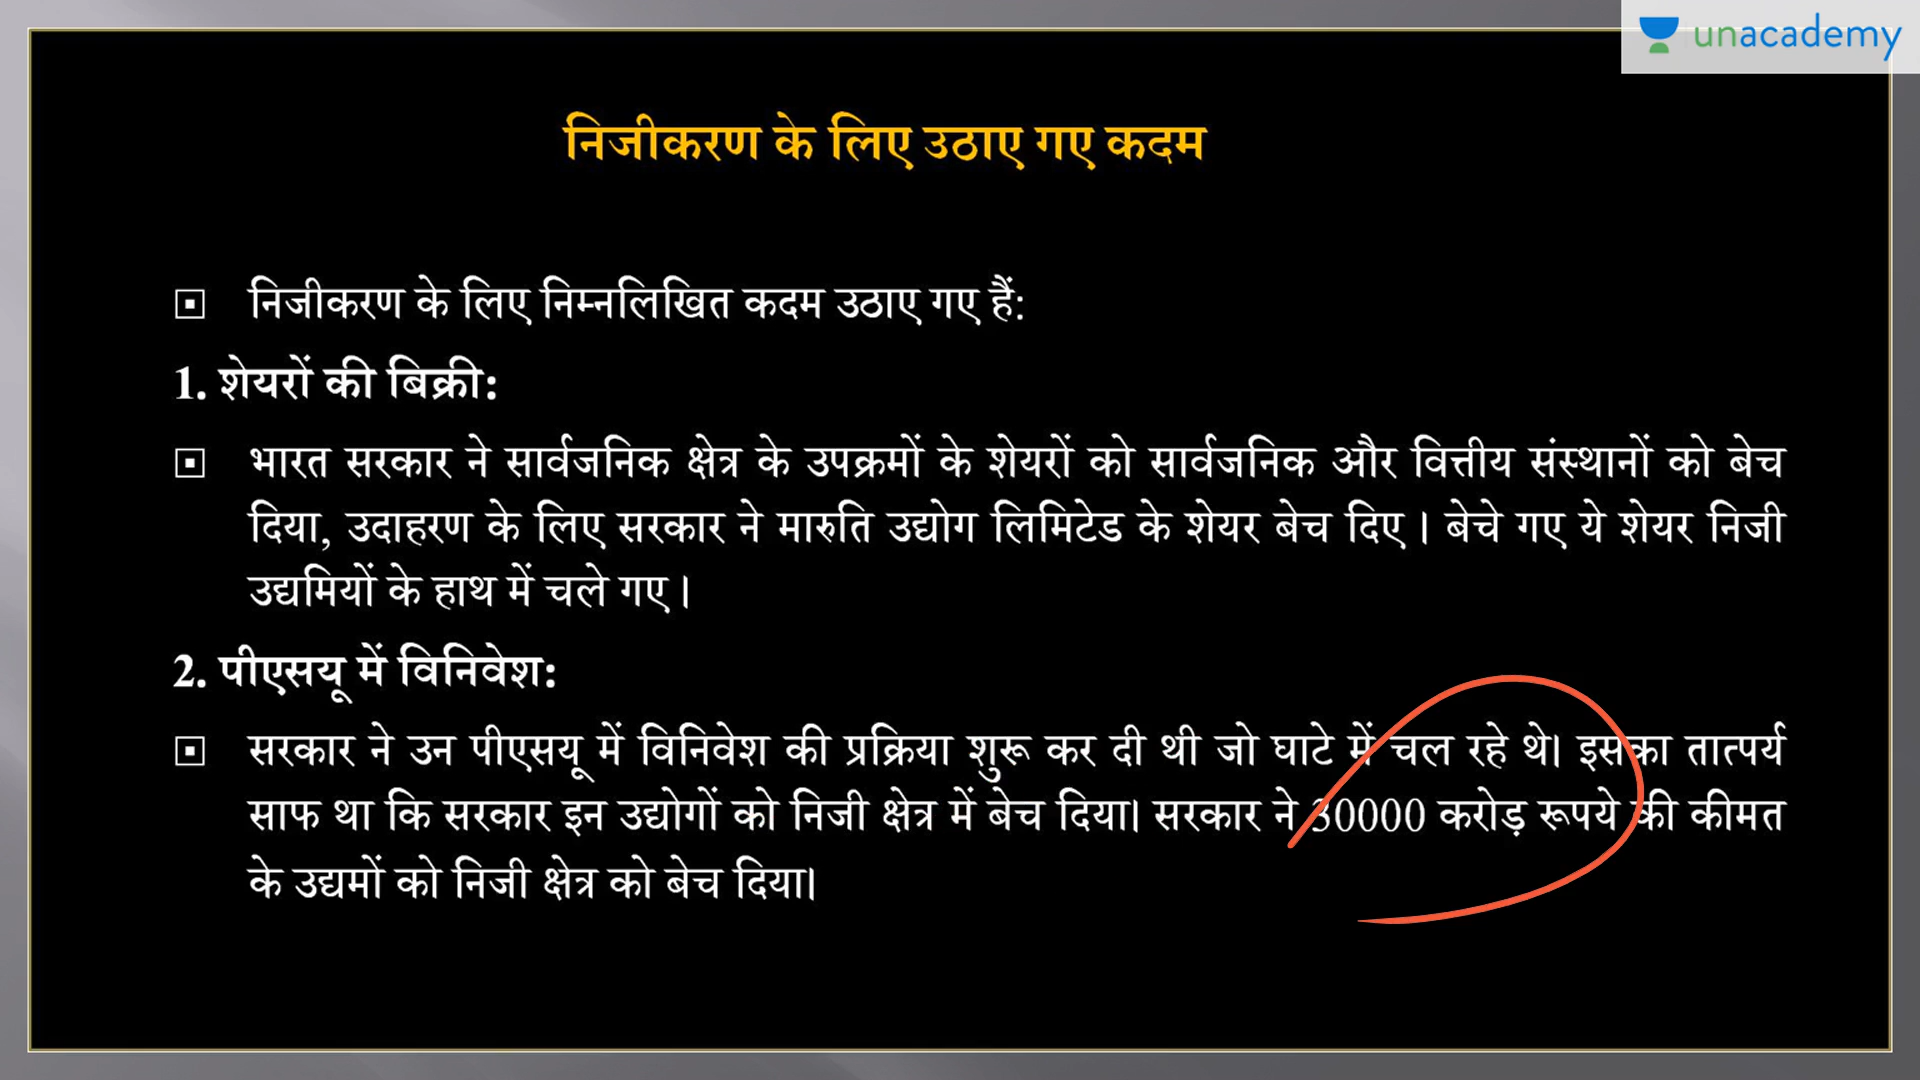 unacademy
निजीकरण के लिए उठाए गए कदम
निजीकरण के लिए निम्नलिखित कदम उठाए गए हैं:
1. शेयरों की बिक्री:
भारत सरकार ने सार्वजनिक क्षेत्र के उपक्रमों के शेयरों को सार्वजनिक और वित्तीय संस्थानों को बेच
दिया, उदाहरण के लिए सरकार ने मारुति उद्योग लिमिटेड के शेयर बेच दिए। बेचे गए ये शेयर निजी
उद्यमियों के हाथ में चले गए।
2. पीएसयू में विनिवेश:
सरकार ने उन पीएसयू में विनिवेश की प्रक्रिया शुरू कर दी थी जो घाटे में चल रहे थे। इसका तात्पर्य
साफ था कि सरकार इन उद्योगों को निजी क्षेत्र में बेच दिया। सरकार ने 30000 करोड़ रूपये की कीमत
के उद्यमों को निजी क्षेत्र को बेच दिया।